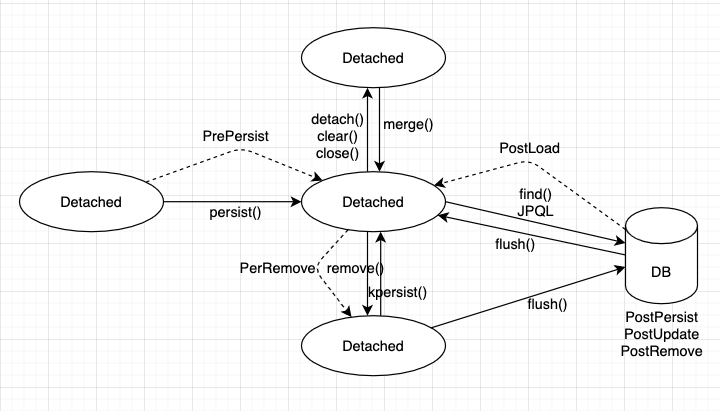 Detached
detach()
clear()
close()
merge()
PrePersist
PostLoad
Detached
persist()
Detached
find()
JPQL
flush()
PerRemove
remove()
kpersist()
DB
flush()
Detached
PostPersist
PostUpdate
PostRemove